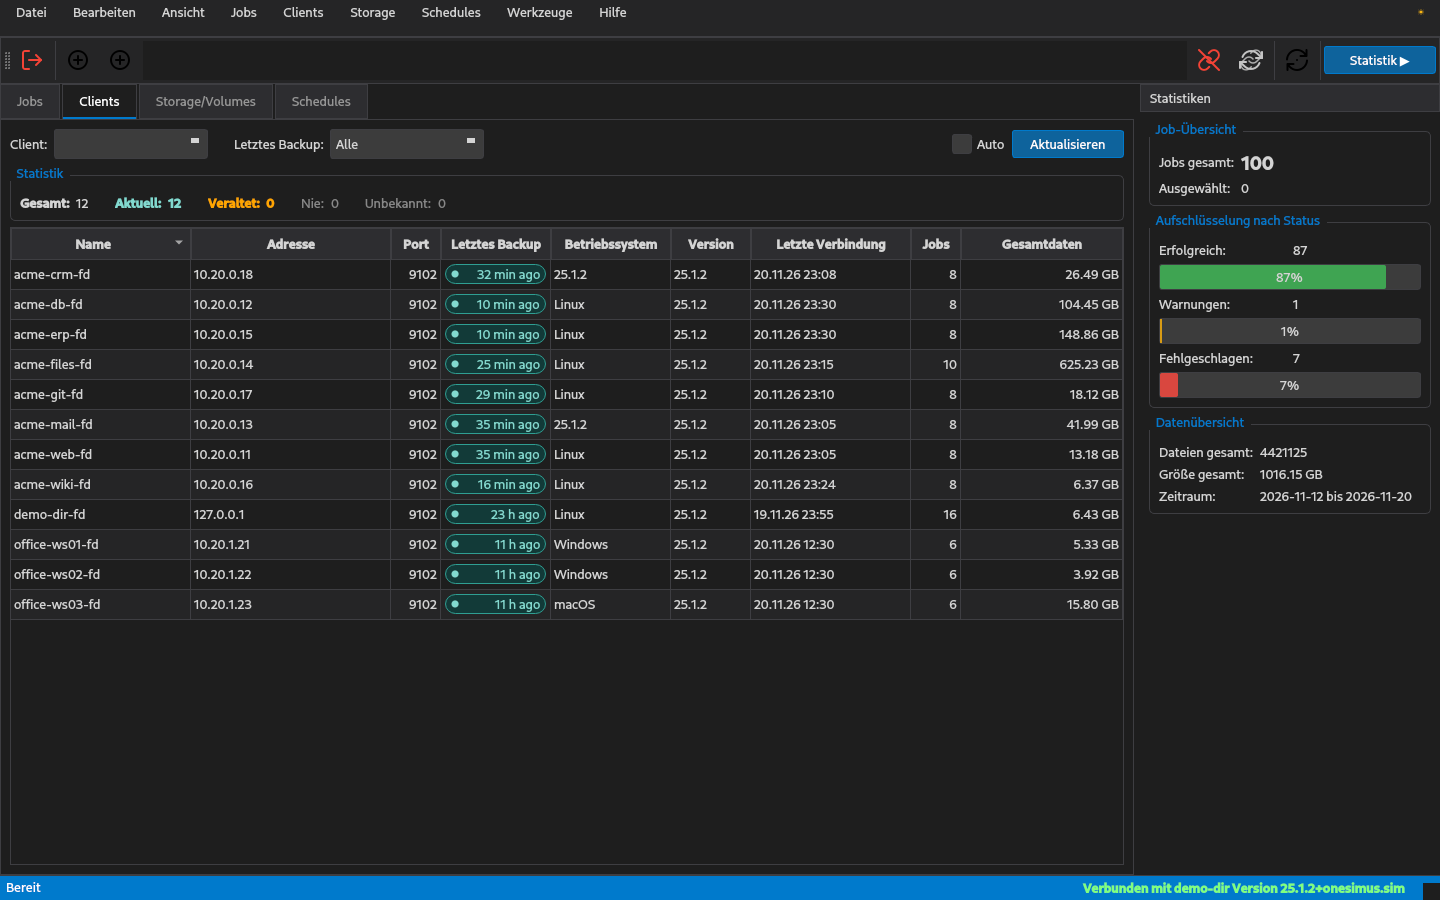 Datei Bearbeiten Ansicht Jobs Clients Storage Schedules Werkzeuge Hilfe
Statistik ▶
Jobs Clients Storage/Volumes Schedules
Client: Letztes Backup: Alle Auto Aktualisieren
Statistik
Gesamt: 12 Aktuell: 12 Veraltet: 0 Nie: 0 Unbekannt: 0
Name Adresse Port Letztes Backup Betriebssystem Version Letzte Verbindung Jobs Gesamtdaten
acme-crm-fd 10.20.0.18 9102 32 min ago 25.1.2 25.1.2 20.11.26 23:08 8 26.49 GB
acme-db-fd 10.20.0.12 9102 10 min ago Linux 25.1.2 20.11.26 23:30 8 104.45 GB
acme-erp-fd 10.20.0.15 9102 10 min ago Linux 25.1.2 20.11.26 23:30 8 148.86 GB
acme-files-fd 10.20.0.14 9102 25 min ago Linux 25.1.2 20.11.26 23:15 10 625.23 GB
acme-git-fd 10.20.0.17 9102 29 min ago Linux 25.1.2 20.11.26 23:10 8 18.12 GB
acme-mail-fd 10.20.0.13 9102 35 min ago 25.1.2 25.1.2 20.11.26 23:05 8 41.99 GB
acme-web-fd 10.20.0.11 9102 35 min ago Linux 25.1.2 20.11.26 23:05 8 13.18 GB
acme-wiki-fd 10.20.0.16 9102 16 min ago Linux 25.1.2 20.11.26 23:24 8 6.37 GB
demo-dir-fd 127.0.0.1 9102 23 h ago Linux 25.1.2 19.11.26 23:55 16 6.43 GB
office-ws01-fd 10.20.1.21 9102 11 h ago Windows 25.1.2 20.11.26 12:30 6 5.33 GB
office-ws02-fd 10.20.1.22 9102 11 h ago Windows 25.1.2 20.11.26 12:30 6 3.92 GB
office-ws03-fd 10.20.1.23 9102 11 h ago macOS 25.1.2 20.11.26 12:30 6 15.80 GB
Statistiken
Job-Übersicht
Jobs gesamt: 100
Ausgewählt: 0
Aufschlüsselung nach Status
Erfolgreich: 87
87%
Warnungen: 1
1%
Fehlgeschlagen: 7
7%
Datenübersicht
Dateien gesamt: 4421125
Größe gesamt: 1016.15 GB
Zeitraum: 2026-11-12 bis 2026-11-20
Bereit
Verbunden mit demo-dir Version 25.1.2+onesimus.sim